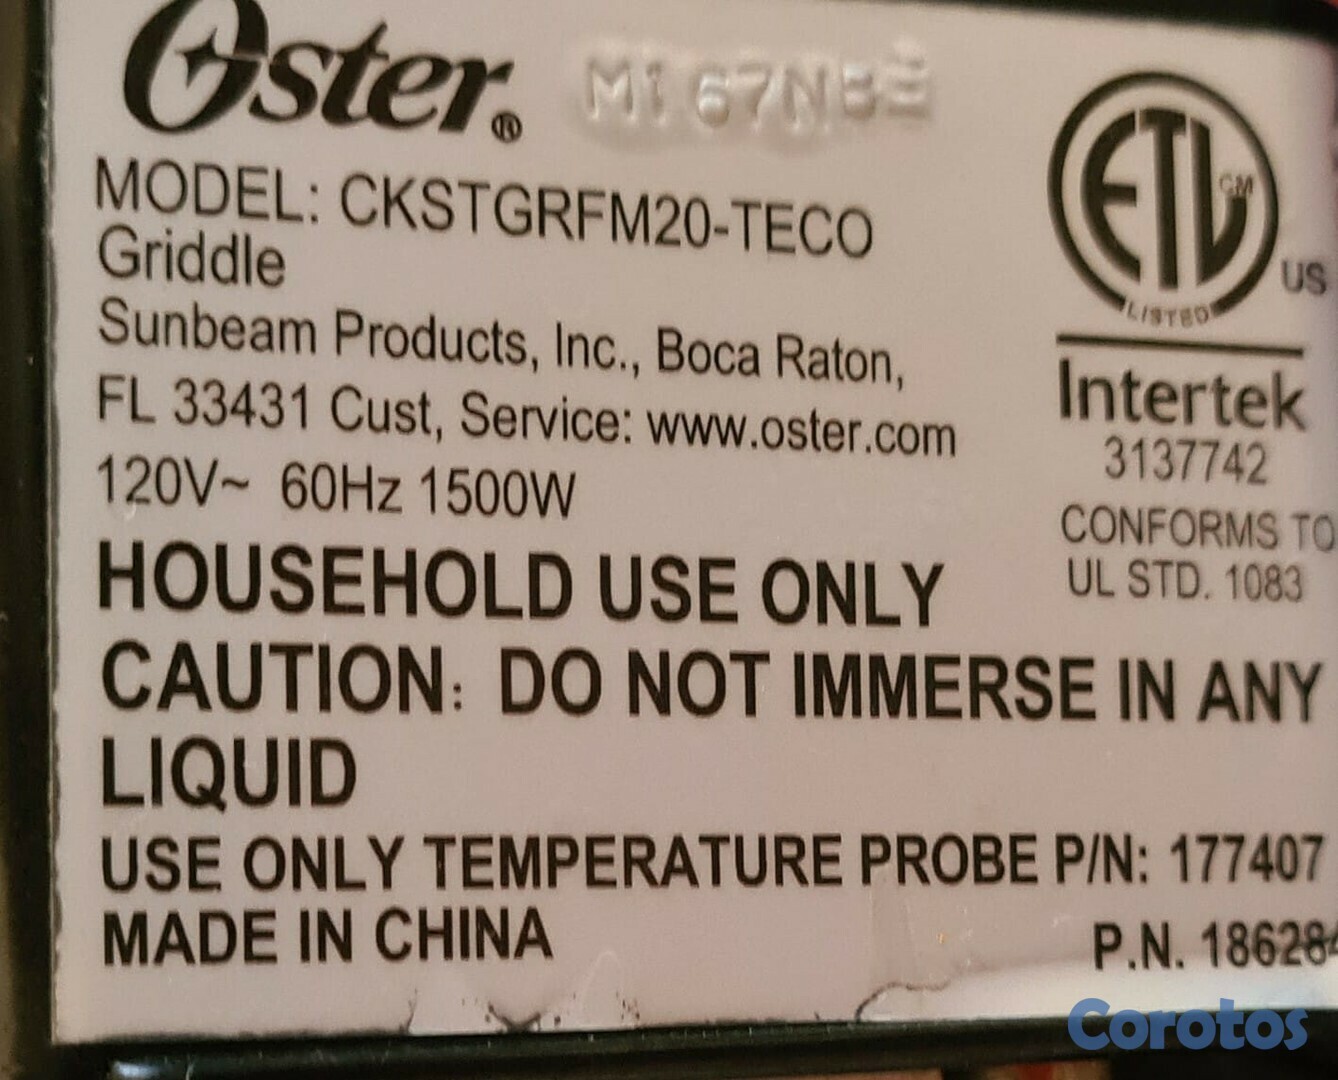 Oster®
MODEL: CKSTGRFM20-TECO
Griddle
Sunbeam Products, Inc., Boca Raton,
FL 33431 Cust, Service: www.oster.com
120V~ 60Hz 1500W
HOUSEHOLD USE ONLY
CAUTION: DO NOT IMMERSE IN ANY
LIQUID
USE ONLY TEMPERATURE PROBE P/N: 177407
MADE IN CHINA
P.N. 186284
ETL CM
US
LISTED
Intertek
3137742
CONFORMS TO
UL STD. 1083
Corotos